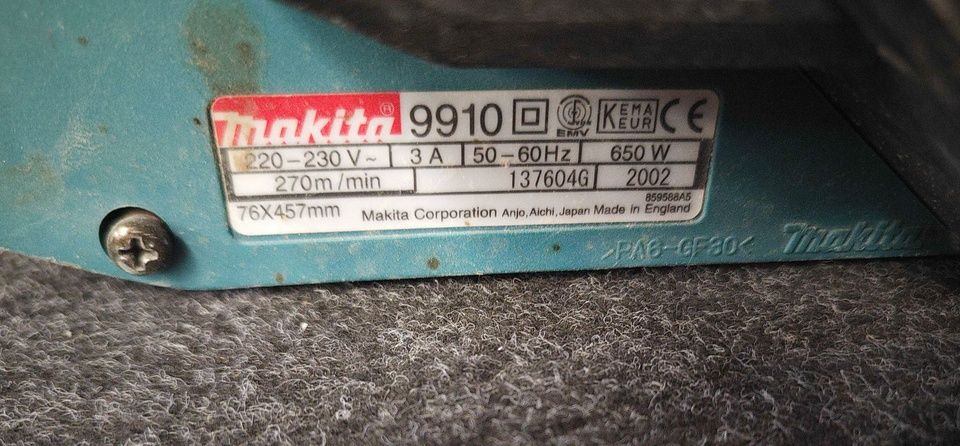 makita® 9910 EMV KEMA KEUR CE
220-230 V~ 3 A 50-60Hz 650 W
270m/min 137604G 2002
859588A5
76X457mm Makita Corporation Anjo, Aichi, Japan Made in England
>PA6-GF30< makita